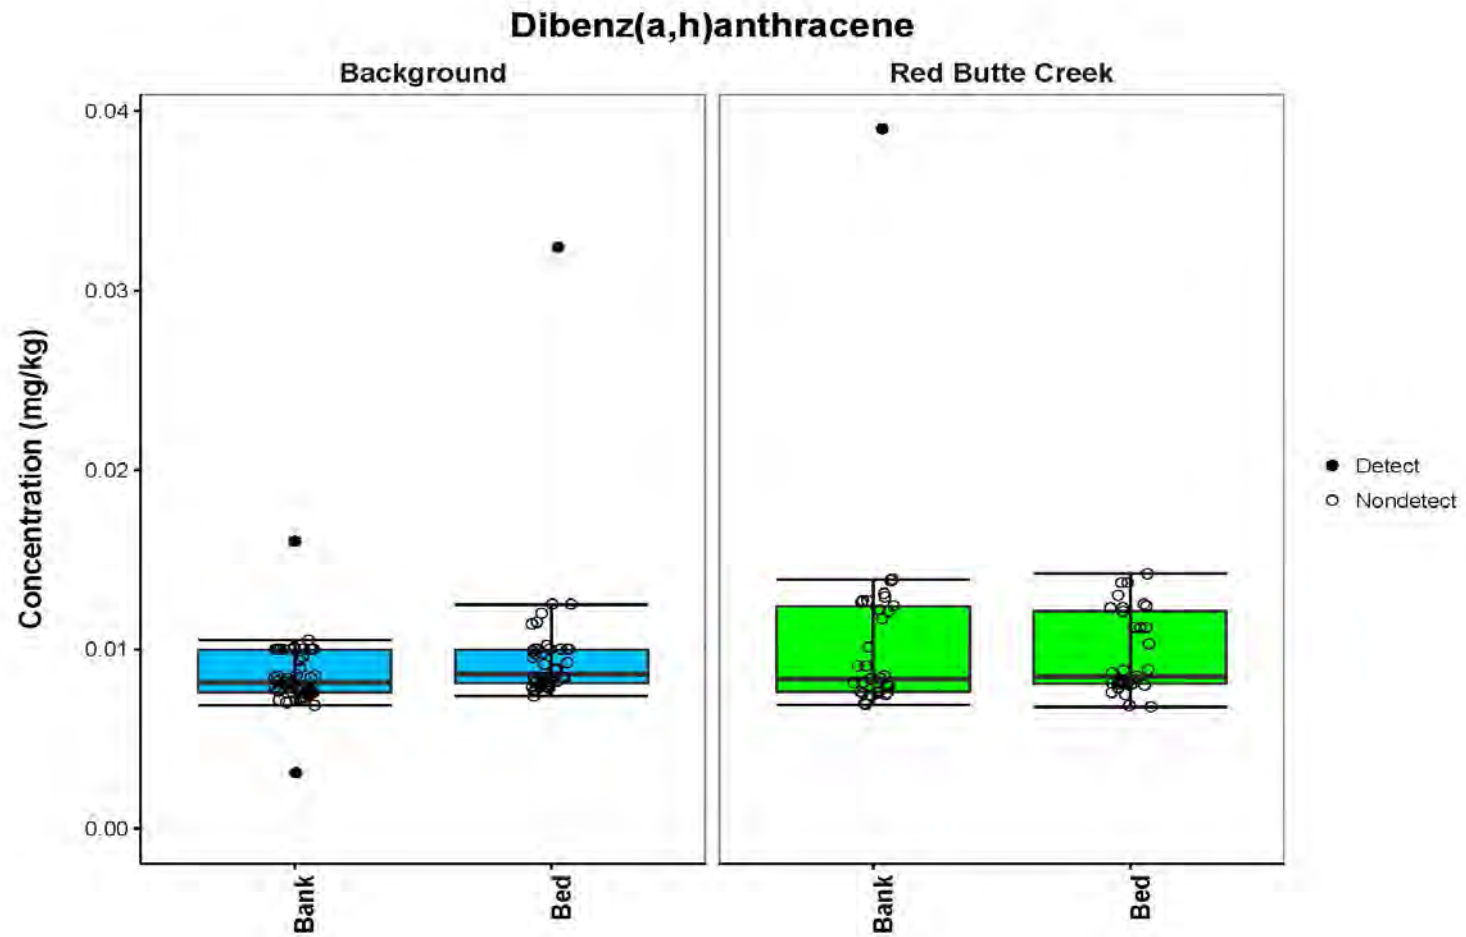 Dibenz(a,h)anthracene
Background
Red Butte Creek
0.04
0.03
0.02
0.01
0.00
Concentration (mg/kg)
Bank
Bed
Bank
Bed
Detect
Nondetect